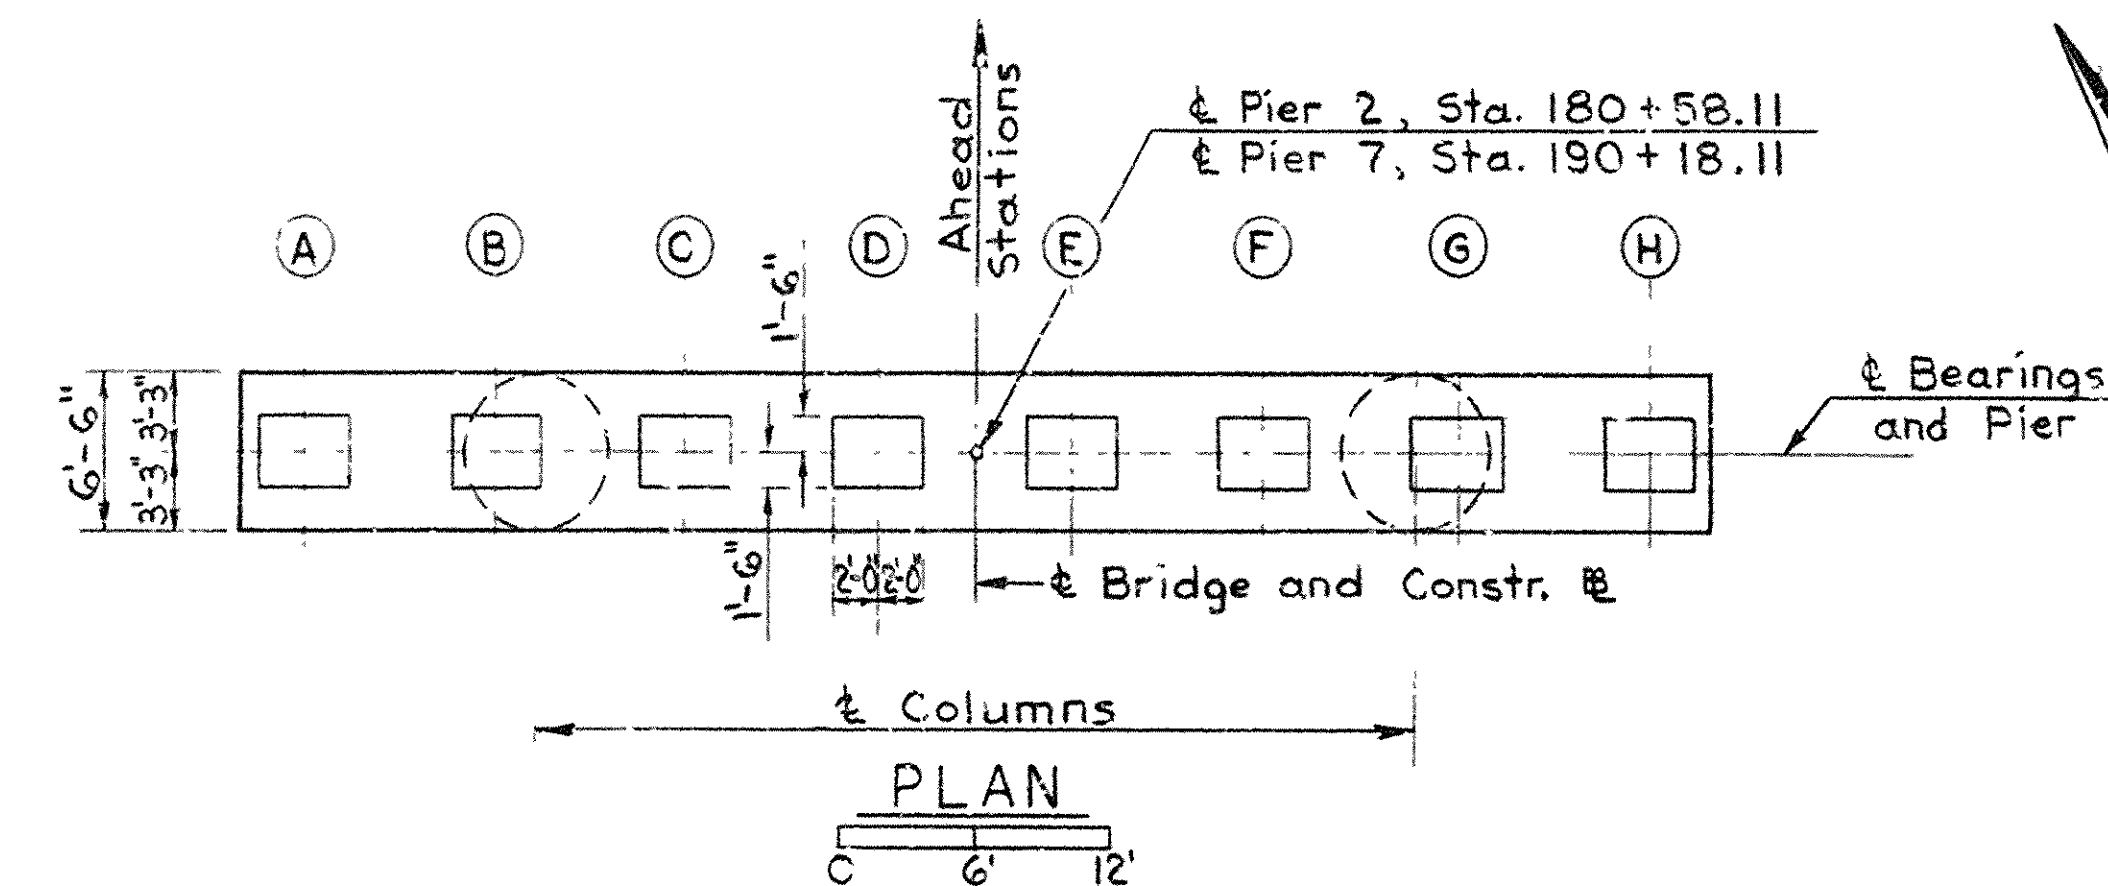 Ahead
Stations
℄ Pier 2, Sta. 180+58.11
℄ Pier 7, Sta. 190+18.11
A B C D E F G H
1'-6"
6'-6"
3'-3" 3'-3"
℄ Bearings
and Pier
1'-6"
2'-0" 2'-0"
℄ Bridge and Constr. BL
℄ Columns
PLAN
0 6' 12'